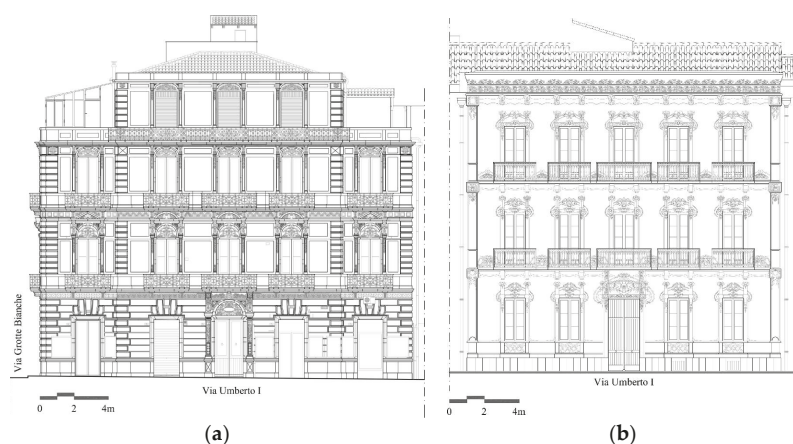 Via Grotte Bianche
Via Umberto I
0 2 4m
(a)
Via Umberto I
0 2 4m
(b)